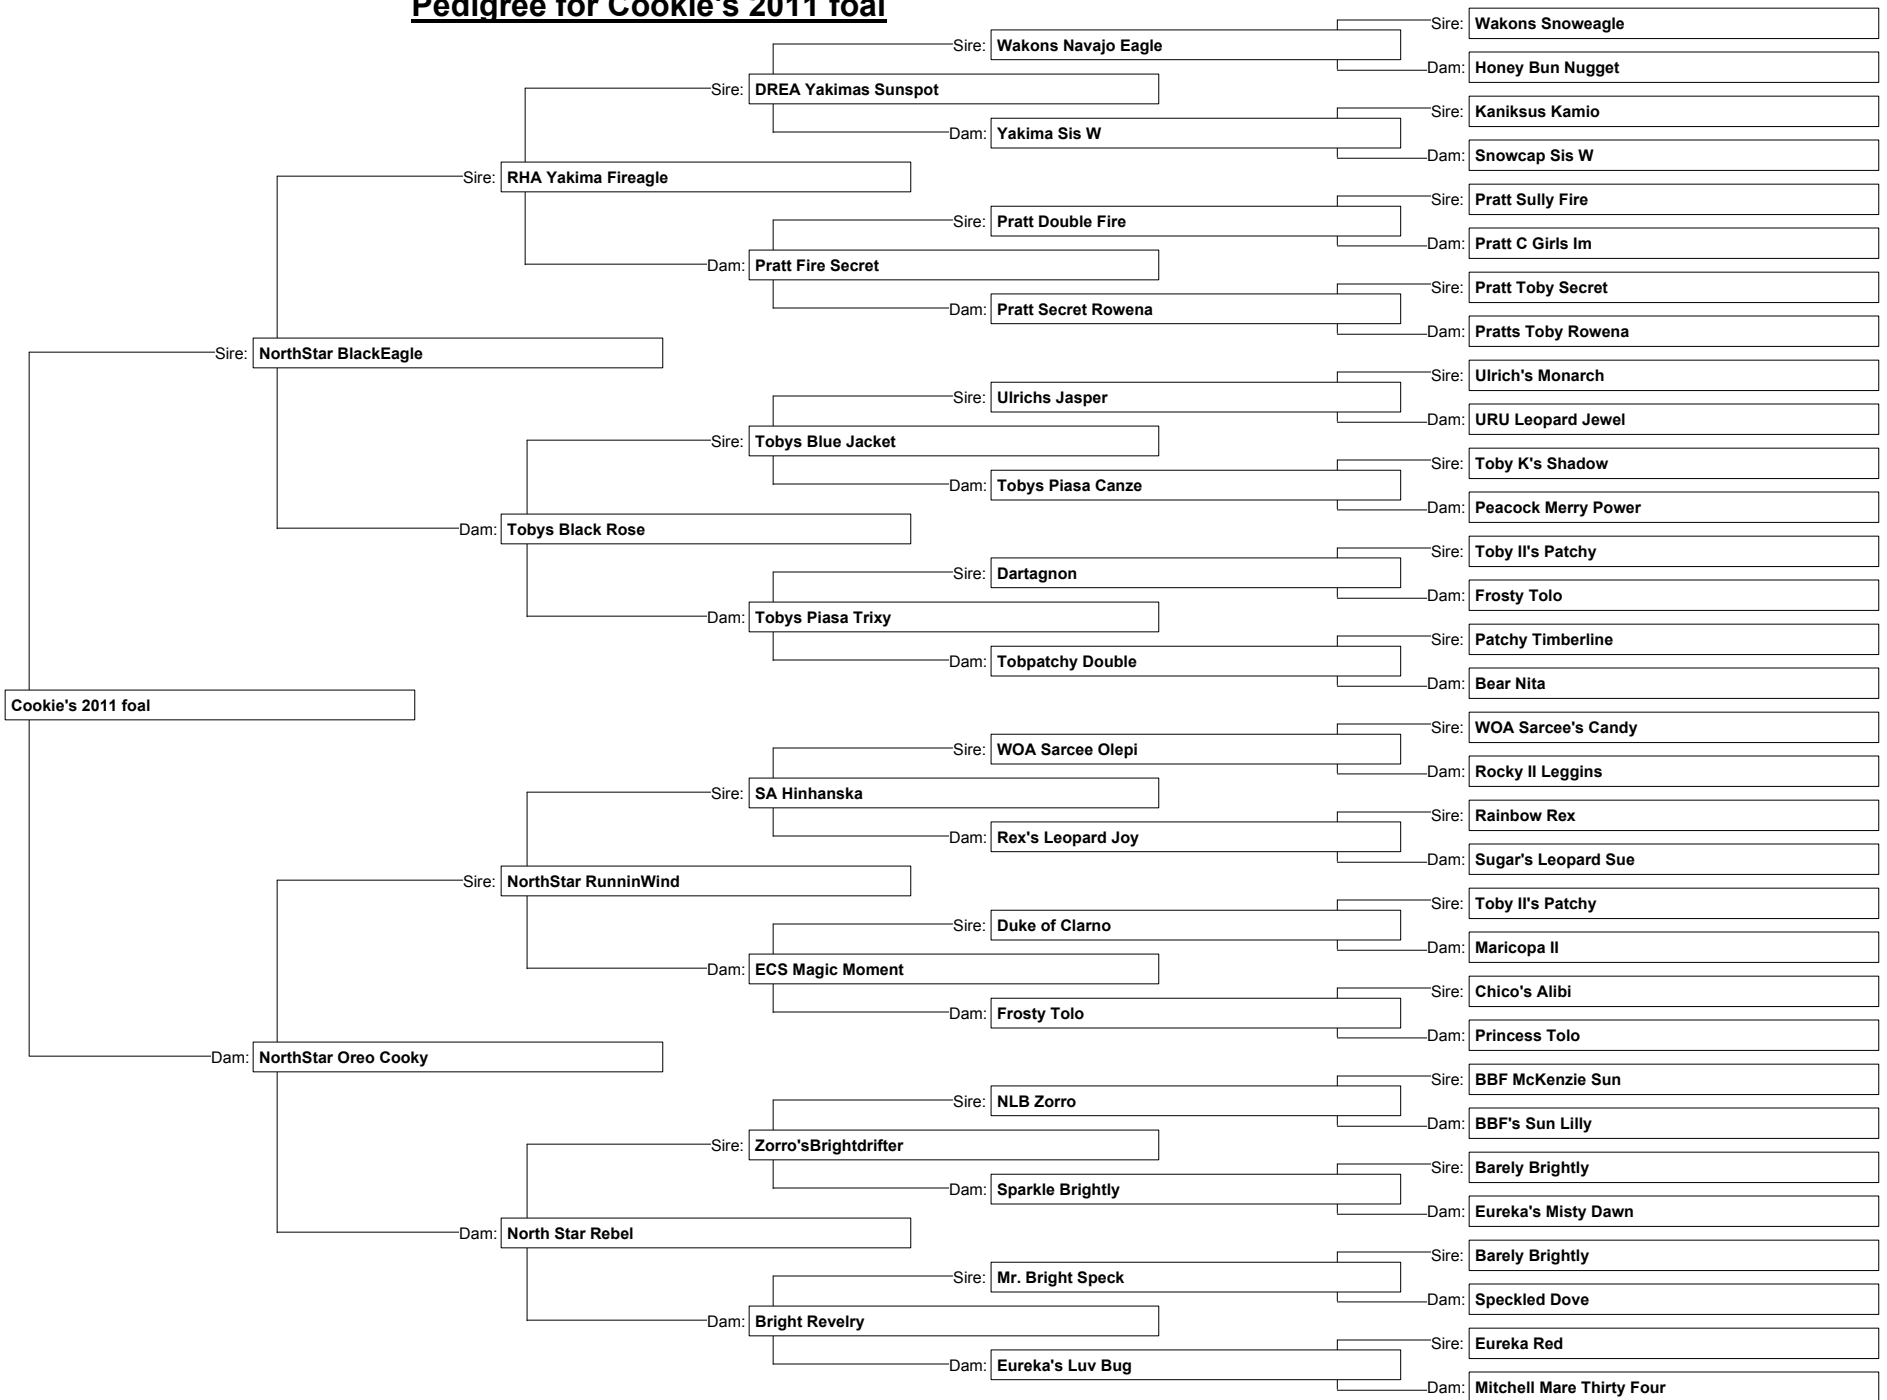 Pedigree for Cookie's 2011 foal
Sire: Wakons Snoweagle
Sire: Wakons Navajo Eagle
Dam: Honey Bun Nugget
Sire: DREA Yakimas Sunspot
Sire: Kaniksus Kamio
Dam: Yakima Sis W
Dam: Snowcap Sis W
Sire: RHA Yakima Fireagle
Sire: Pratt Sully Fire
Sire: Pratt Double Fire
Dam: Pratt C Girls Im
Dam: Pratt Fire Secret
Sire: Pratt Toby Secret
Dam: Pratt Secret Rowena
Dam: Pratts Toby Rowena
Sire: NorthStar BlackEagle
Sire: Ulrich's Monarch
Sire: Ulrichs Jasper
Dam: URU Leopard Jewel
Sire: Tobys Blue Jacket
Sire: Toby K's Shadow
Dam: Tobys Piasa Canze
Dam: Peacock Merry Power
Dam: Tobys Black Rose
Sire: Toby II's Patchy
Sire: Dartagnon
Dam: Frosty Tolo
Dam: Tobys Piasa Trixy
Sire: Patchy Timberline
Dam: Tobpatchy Double
Dam: Bear Nita
Cookie's 2011 foal
Sire: WOA Sarcee's Candy
Sire: WOA Sarcee Olepi
Dam: Rocky II Leggins
Sire: SA Hinhanska
Sire: Rainbow Rex
Dam: Rex's Leopard Joy
Dam: Sugar's Leopard Sue
Sire: NorthStar RunninWind
Sire: Toby II's Patchy
Sire: Duke of Clarno
Dam: Maricopa II
Dam: ECS Magic Moment
Sire: Chico's Alibi
Dam: Frosty Tolo
Dam: Princess Tolo
Dam: NorthStar Oreo Cooky
Sire: BBF McKenzie Sun
Sire: NLB Zorro
Dam: BBF's Sun Lilly
Sire: Zorro'sBrightdrifter
Sire: Barely Brightly
Dam: Sparkle Brightly
Dam: Eureka's Misty Dawn
Dam: North Star Rebel
Sire: Barely Brightly
Sire: Mr. Bright Speck
Dam: Speckled Dove
Dam: Bright Revelry
Sire: Eureka Red
Dam: Eureka's Luv Bug
Dam: Mitchell Mare Thirty Four